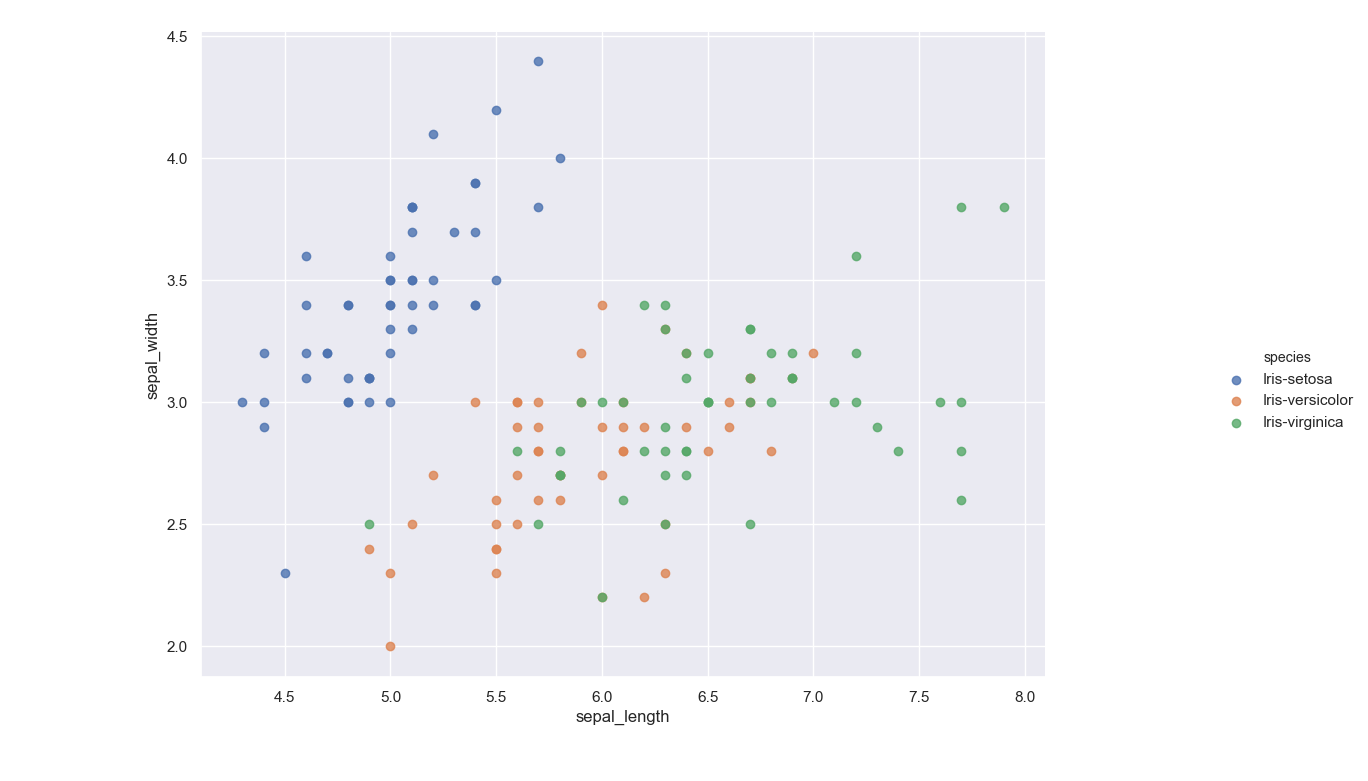 4.5
4.0
3.5
3.0
2.5
2.0
sepal_width
4.5 5.0 5.5 6.0 6.5 7.0 7.5 8.0
sepal_length
species
Iris-setosa
Iris-versicolor
Iris-virginica